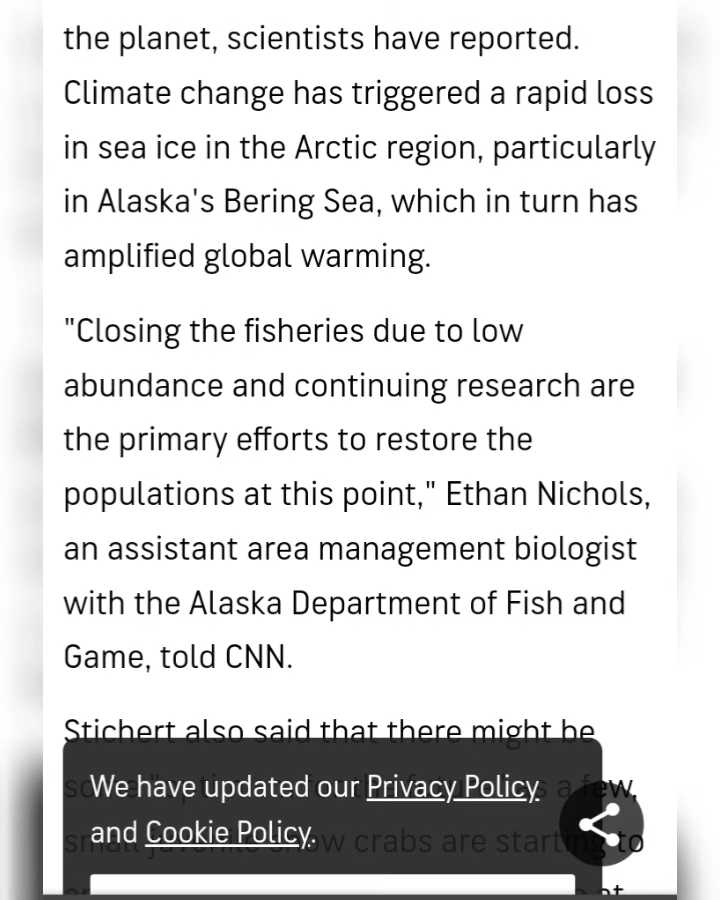 the planet, scientists have reported.
Climate change has triggered a rapid loss
in sea ice in the Arctic region, particularly
in Alaska's Bering Sea, which in turn has
amplified global warming.
"Closing the fisheries due to low
abundance and continuing research are
the primary efforts to restore the
populations at this point," Ethan Nichols,
an assistant area management biologist
with the Alaska Department of Fish and
Game, told CNN.
Stichert also said that there might be
a few,
We have updated our Privacy Policy
crabs are starting to
and Cookie Policy.
at